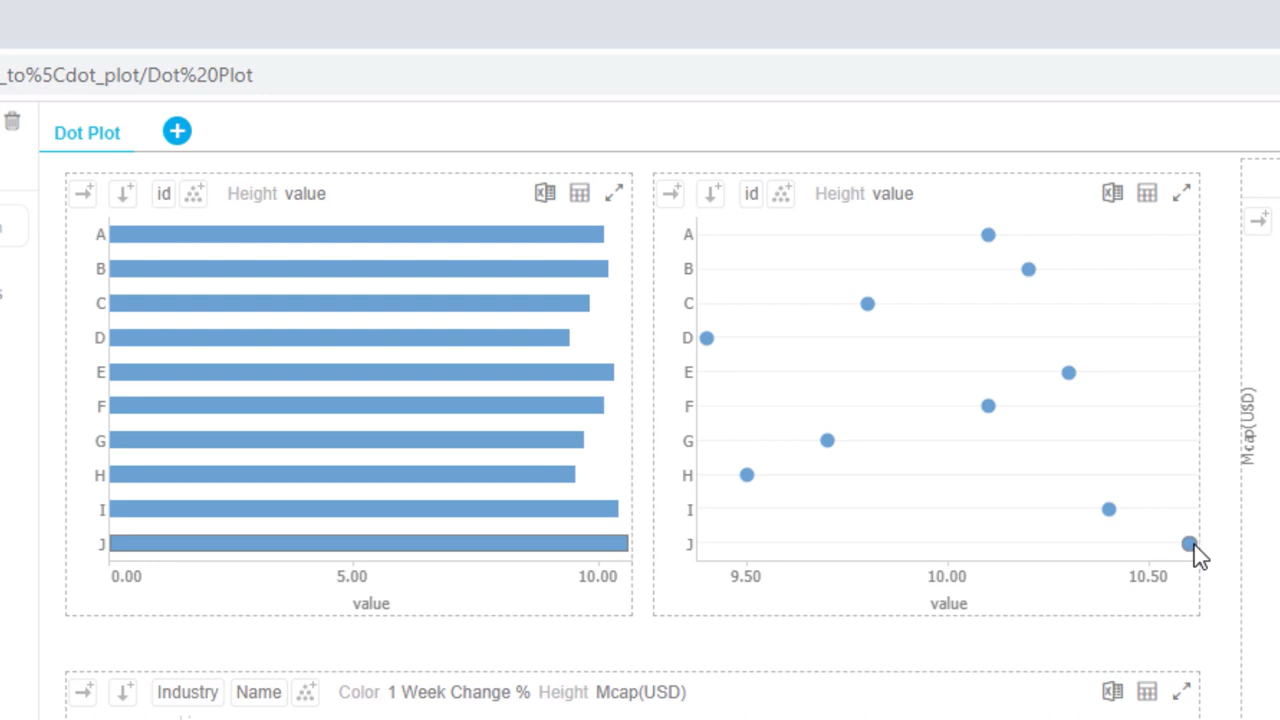 _to%5Cdot_plot/Dot%20Plot
Dot Plot
id Height value
A
B
C
D
E
F
G
H
I
J
0.00 5.00 10.00
value
id Height value
A
B
C
D
E
F
G
H
I
J
9.50 10.00 10.50
value
Mcap(USD)
Industry Name Color 1 Week Change % Height Mcap(USD)